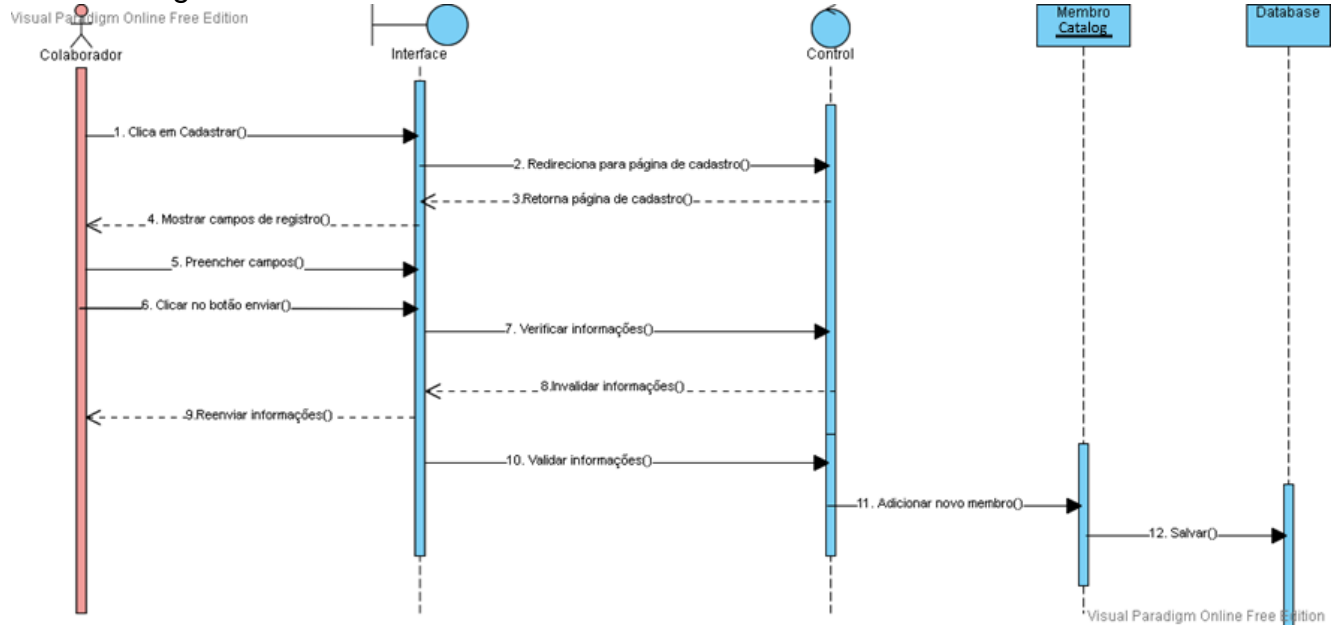 Visual Paradigm Online Free Edition
Colaborador
Interface
Control
Membro
Catalog
Database
1. Clica em Cadastrar()
2. Redireciona para página de cadastro()
3.Retorna página de cadastro()
4. Mostrar campos de registro()
5. Preencher campos()
6. Clicar no botão enviar()
7. Verificar informações()
8.Invalidar informações()
9.Reenviar informações()
10. Validar informações()
11. Adicionar novo membro()
12. Salvar()
Visual Paradigm Online Free Edition